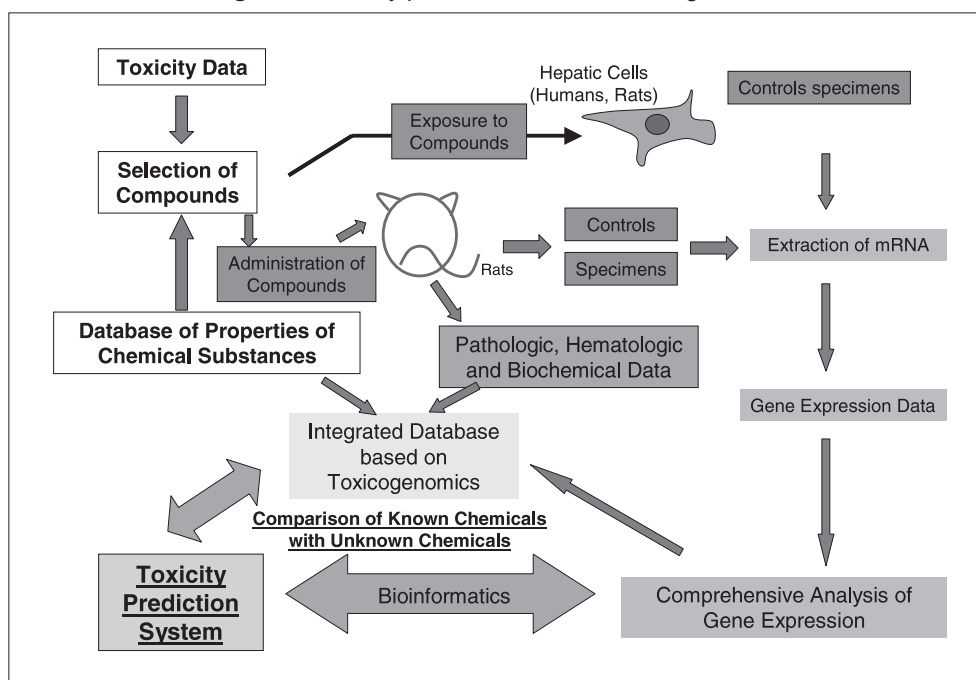 Toxicity Data
Hepatic Cells
(Humans, Rats)
Controls specimens
Exposure to
Compounds
Selection of
Compounds
Administration of
Compounds
Rats
Controls
Specimens
Extraction of mRNA
Database of Properties of
Chemical Substances
Pathologic, Hematologic
and Biochemical Data
Gene Expression Data
Integrated Database
based on
Toxicogenomics
Comparison of Known Chemicals
with Unknown Chemicals
Toxicity
Prediction
System
Bioinformatics
Comprehensive Analysis of
Gene Expression